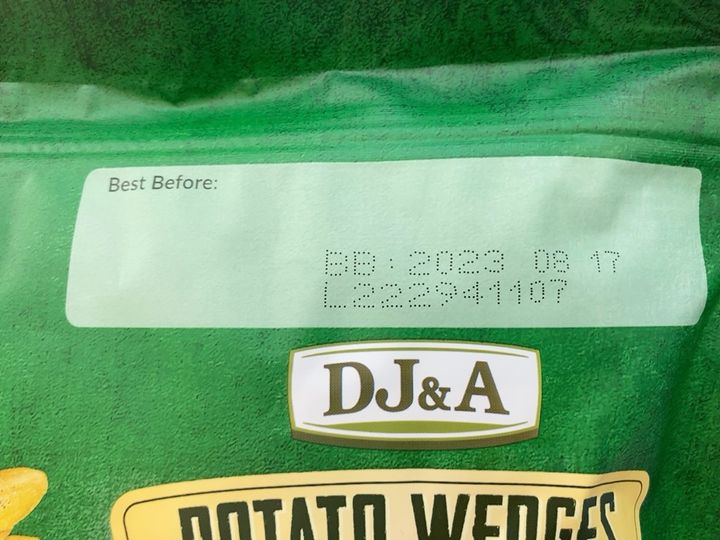 Best Before:
BB: 2023 08 17
L222941107
DJ&A
POTATO WEDGES